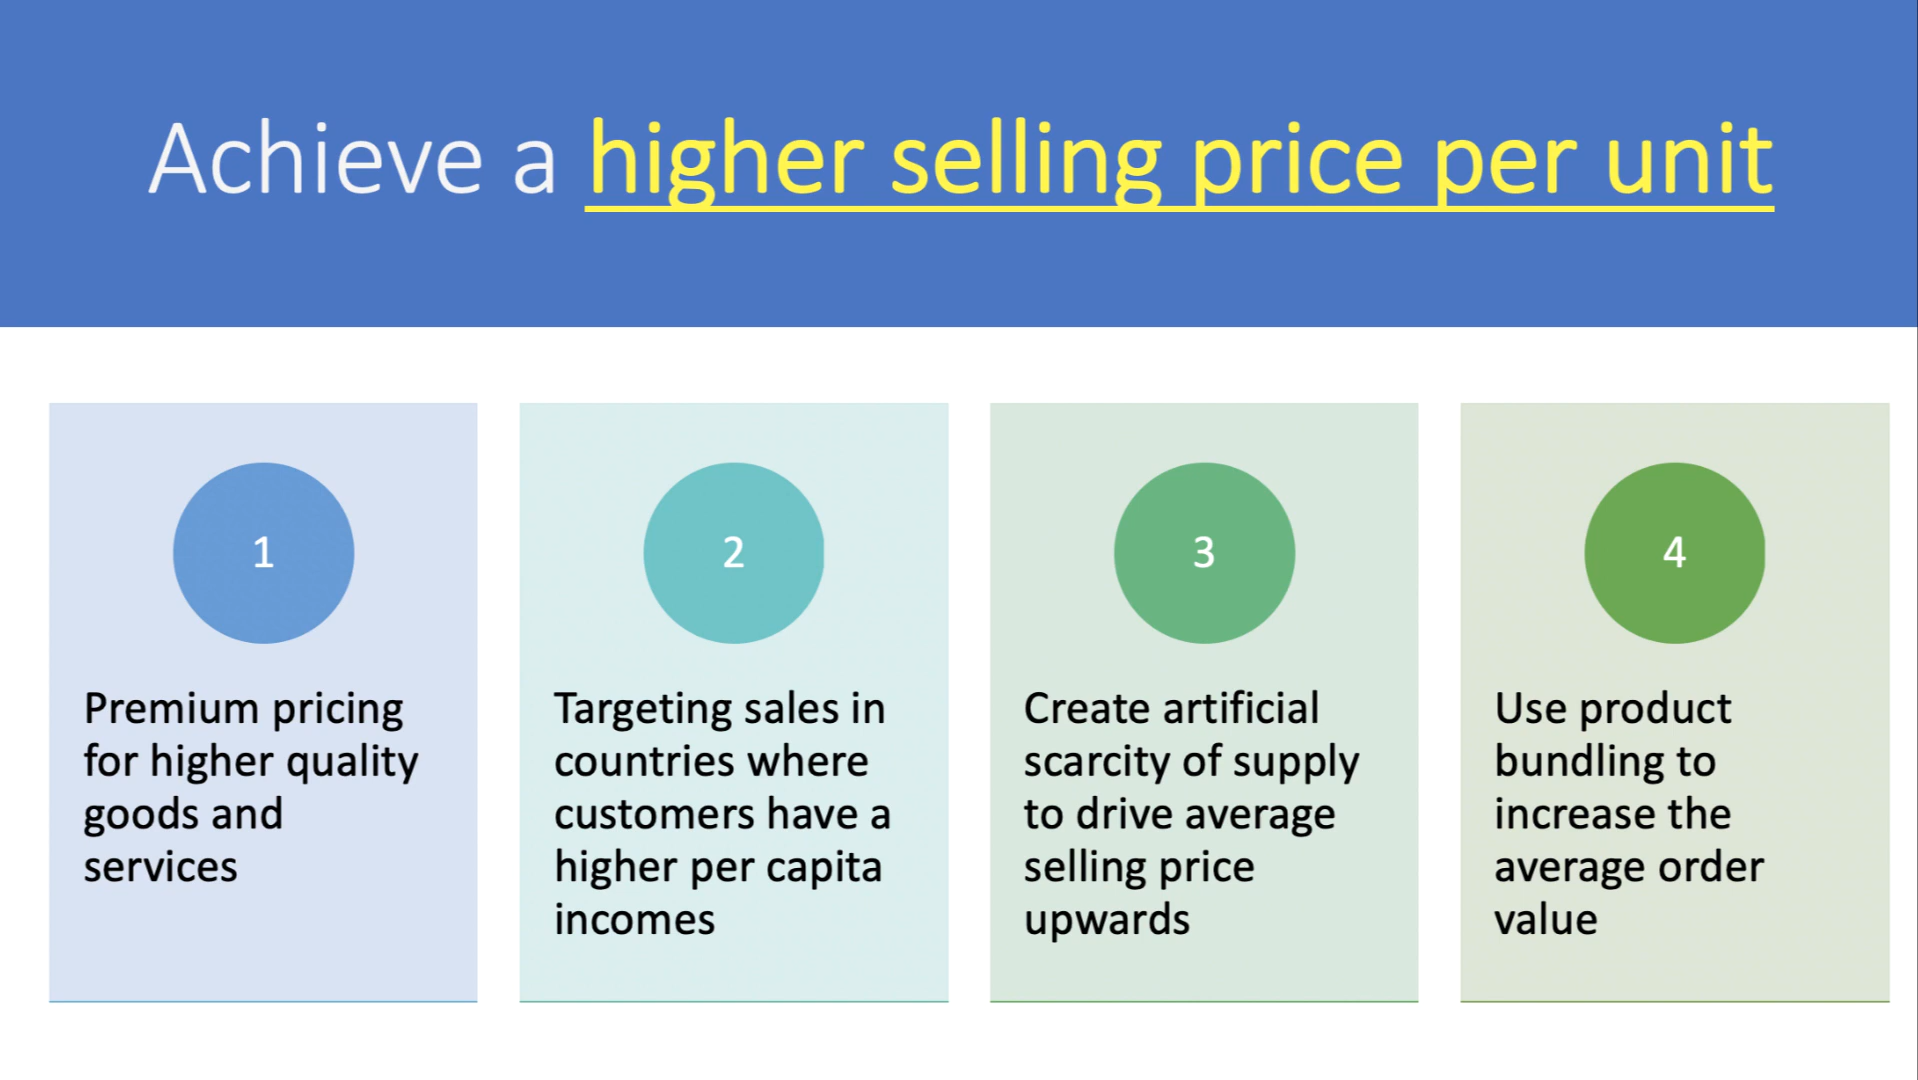 Achieve a higher selling price per unit
1
Premium pricing
for higher quality
goods and
services
2
Targeting sales in
countries where
customers have a
higher per capita
incomes
3
Create artificial
scarcity of supply
to drive average
selling price
upwards
4
Use product
bundling to
increase the
average order
value